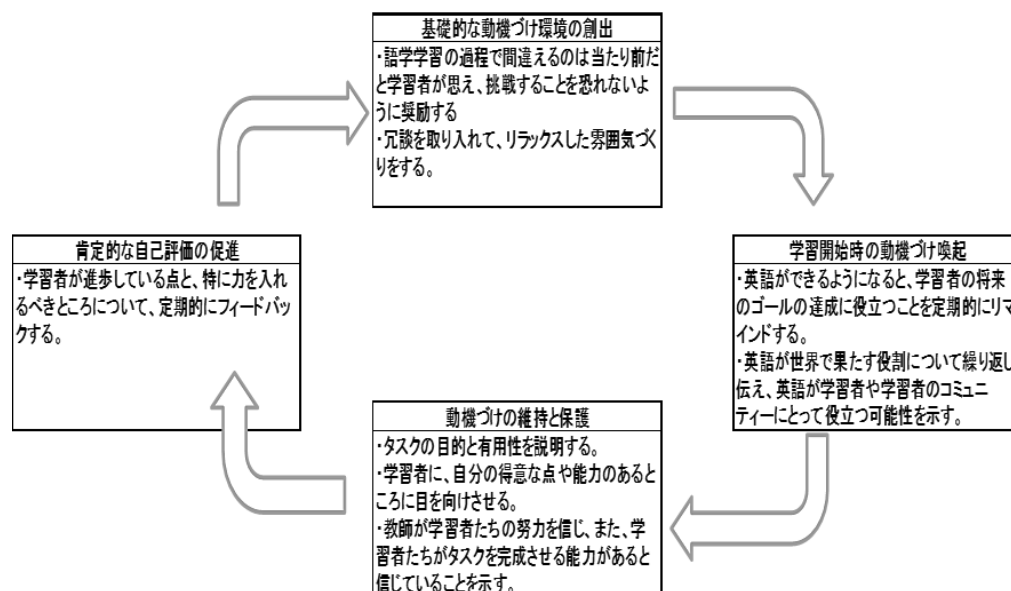 基礎的な動機づけ環境の創出
・語学学習の過程で間違えるのは当たり前だ
と学習者が思え、挑戦することを恐れないよ
うに奨励する
・冗談を取り入れて、リラックスした雰囲気づく
りをする。
学習開始時の動機づけ喚起
・英語ができるようになると、学習者の将来
のゴールの達成に役立つことを定期的にリマ
インドする。
・英語が世界で果たす役割について繰り返し
伝え、英語が学習者や学習者のコミュニ
ティーにとって役立つ可能性を示す。
動機づけの維持と保護
・タスクの目的と有用性を説明する。
・学習者に、自分の得意な点や能力のあると
ころに目を向けさせる。
・教師が学習者たちの努力を信じ、また、学
習者たちがタスクを完成させる能力があると
信じていることを示す。
肯定的な自己評価の促進
・学習者が進歩している点と、特に力を入れ
るべきところについて、定期的にフィードバッ
クする。